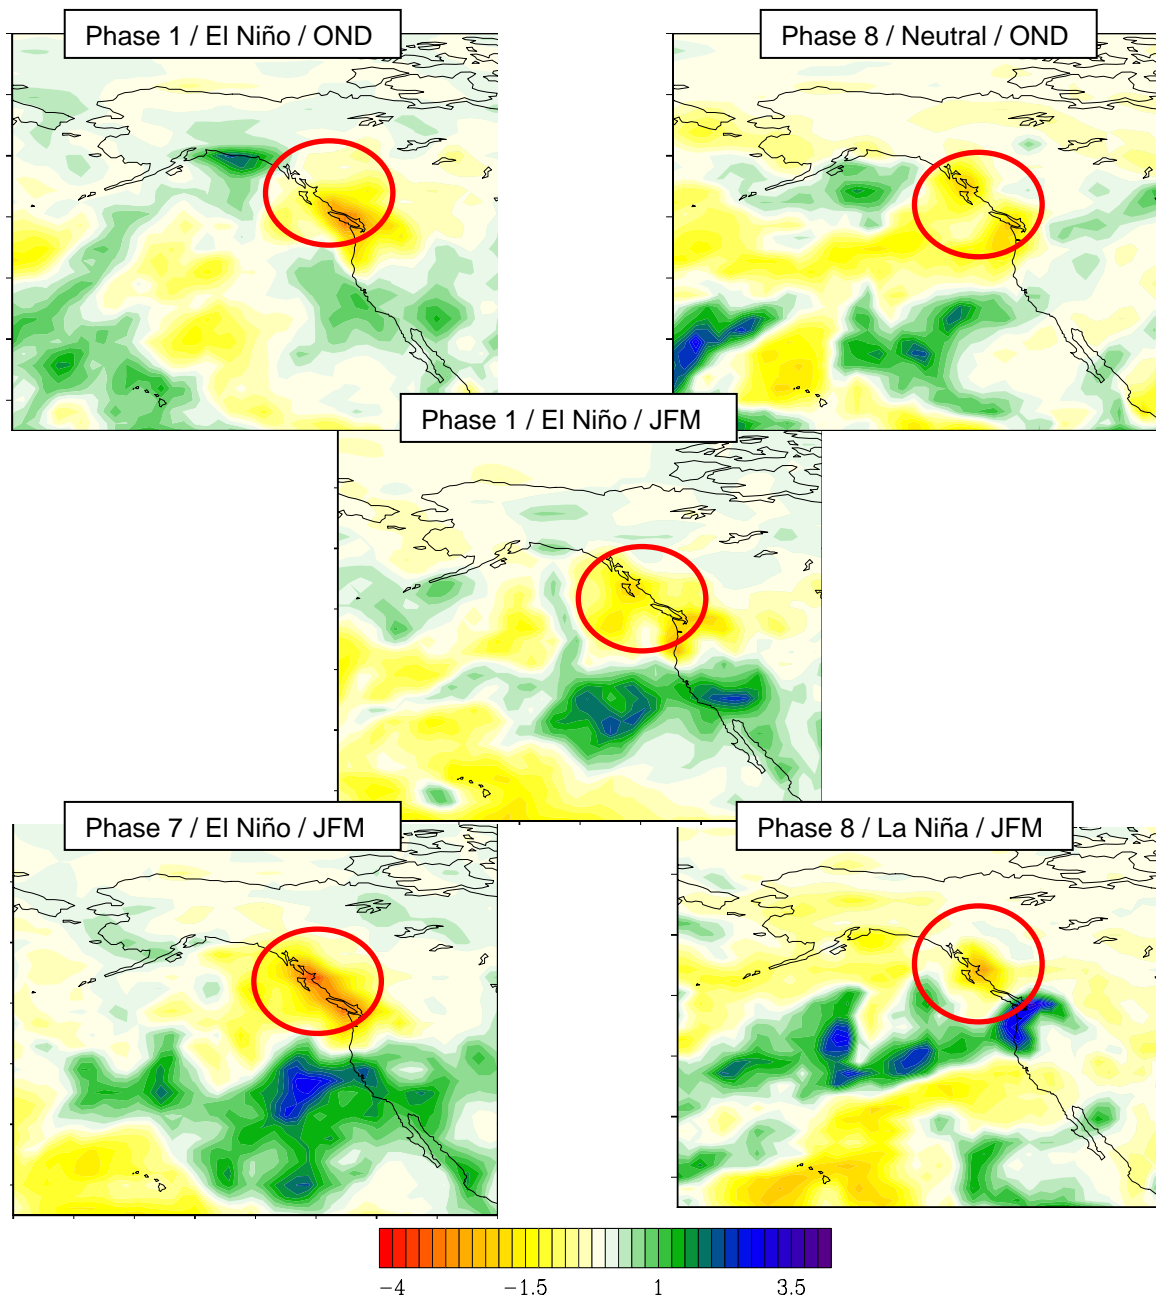 Phase 1 / El Niño / OND
Phase 8 / Neutral / OND
Phase 1 / El Niño / JFM
Phase 7 / El Niño / JFM
Phase 8 / La Niña / JFM
−4 −1.5 1 3.5